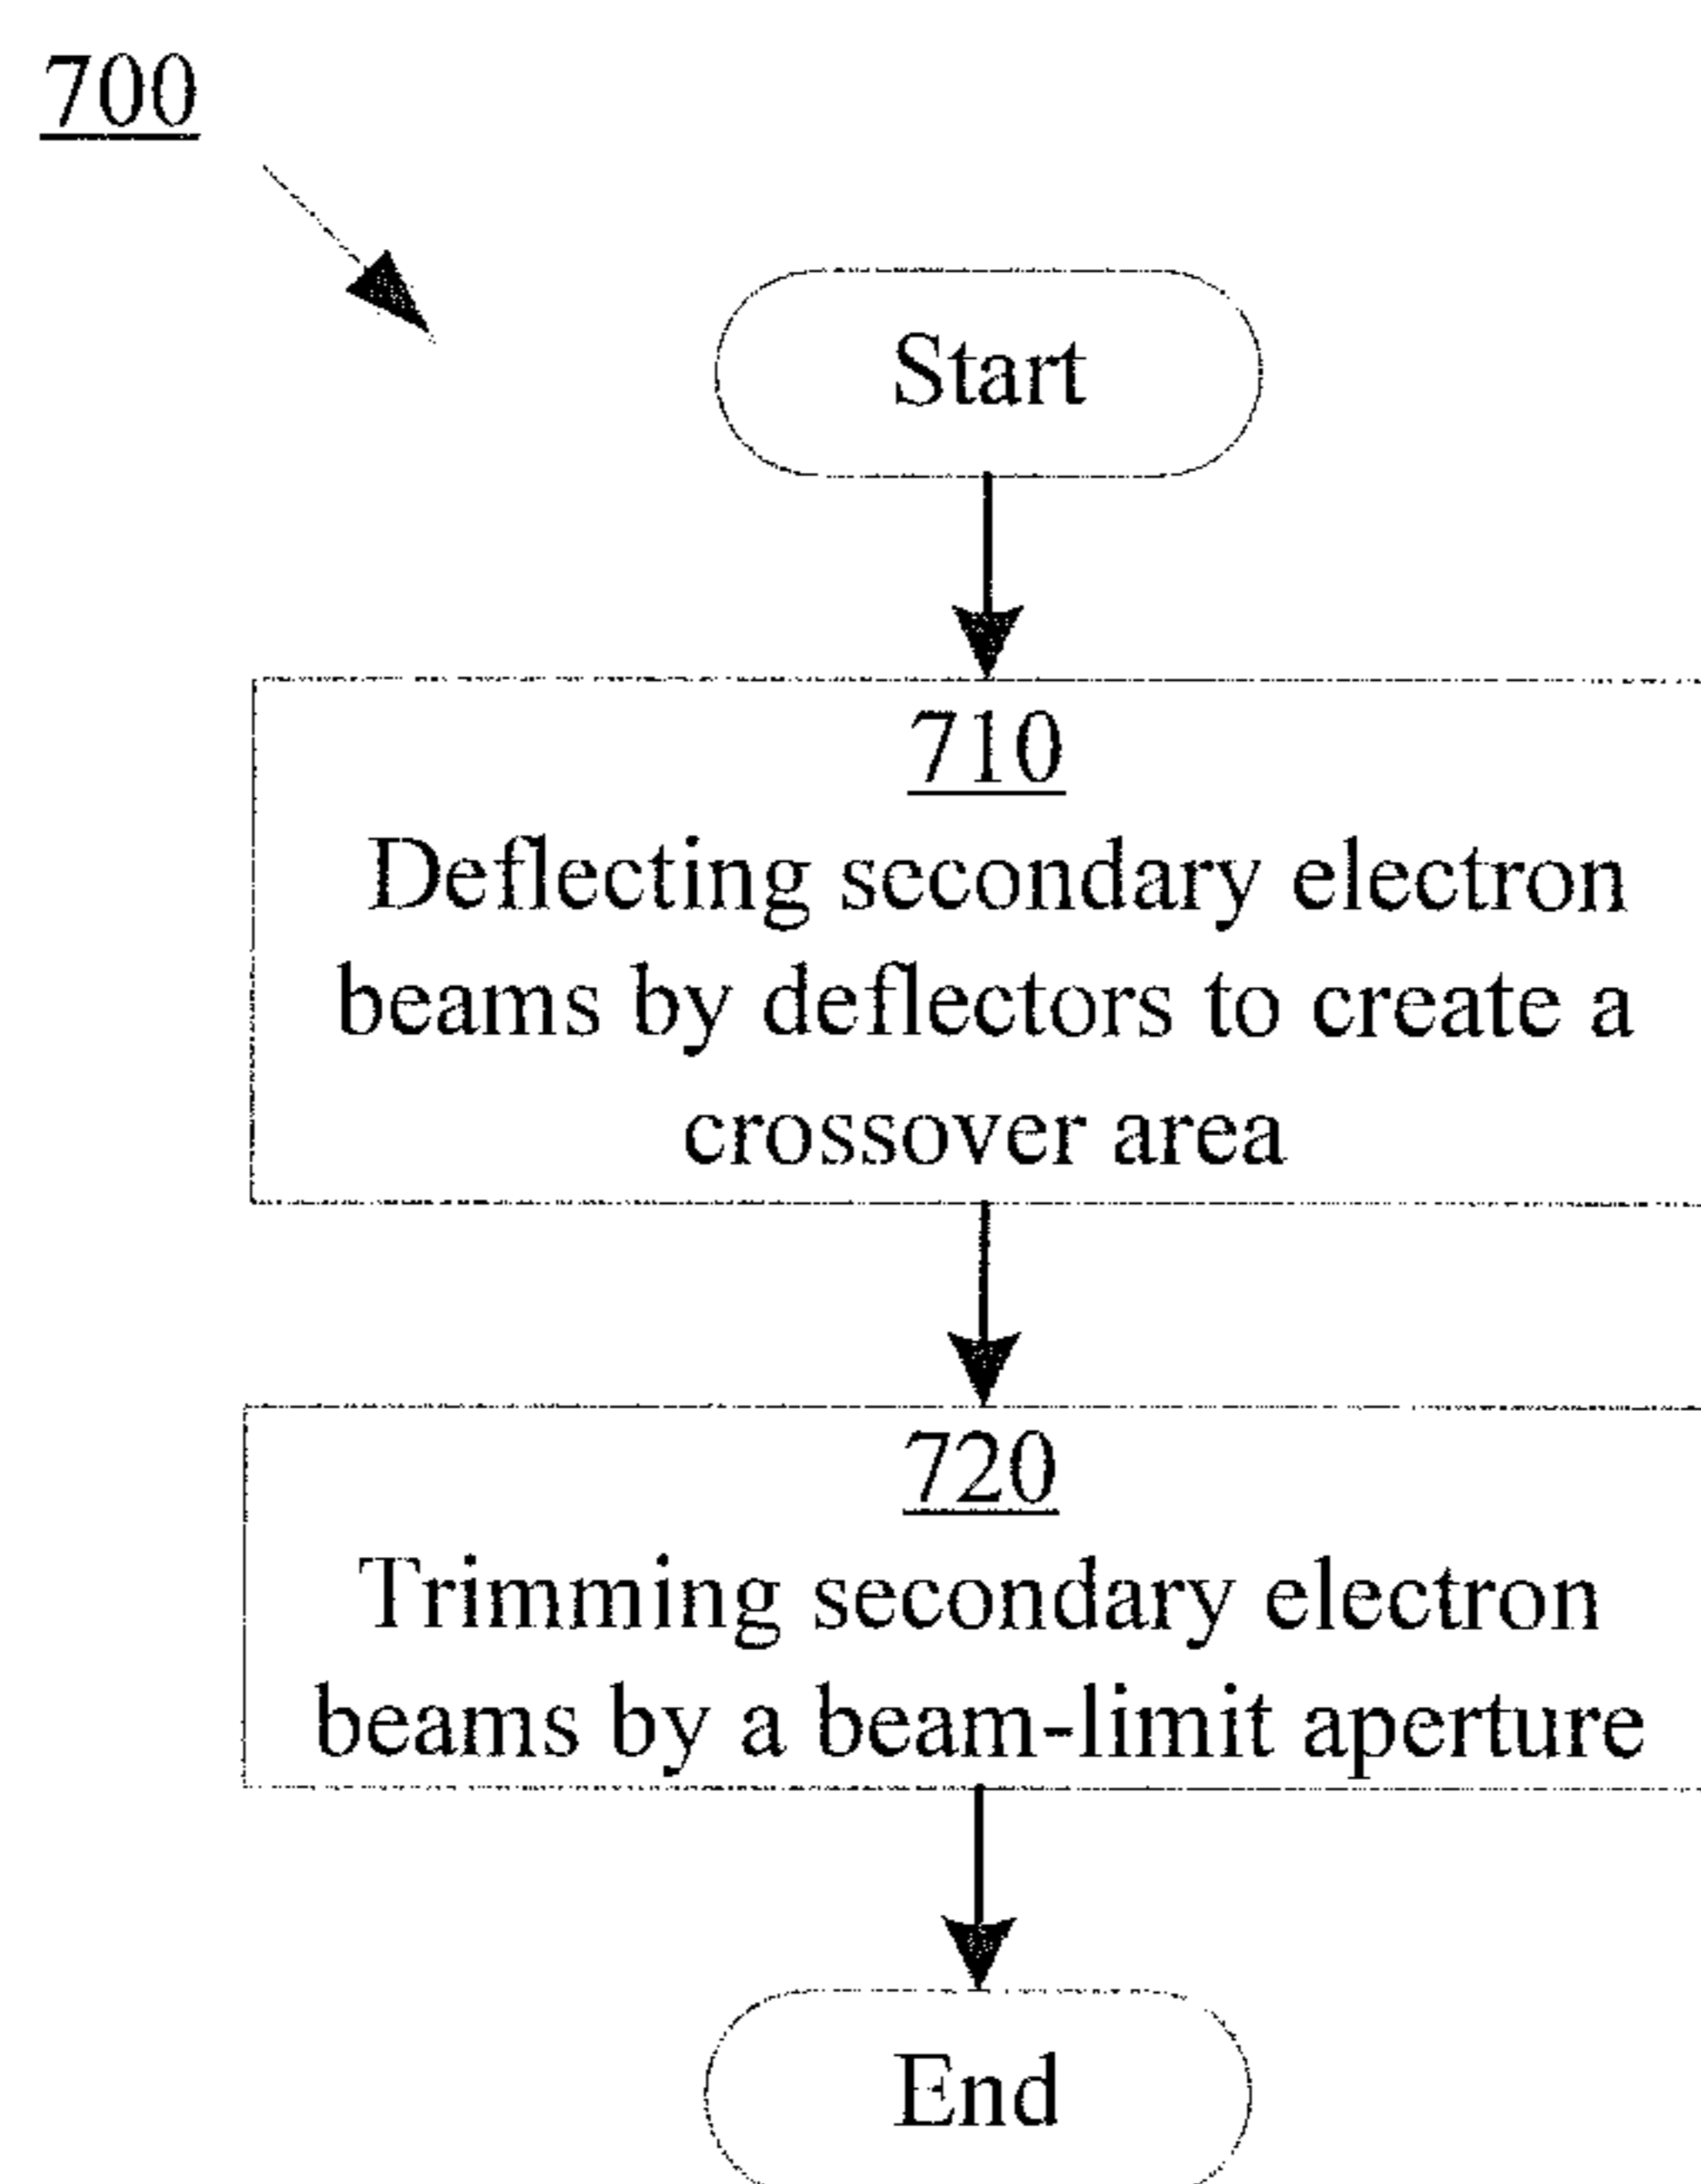 700
Start
710
Deflecting secondary electron
beams by deflectors to create a
crossover area
720
Trimming secondary electron
beams by a beam-limit aperture
End